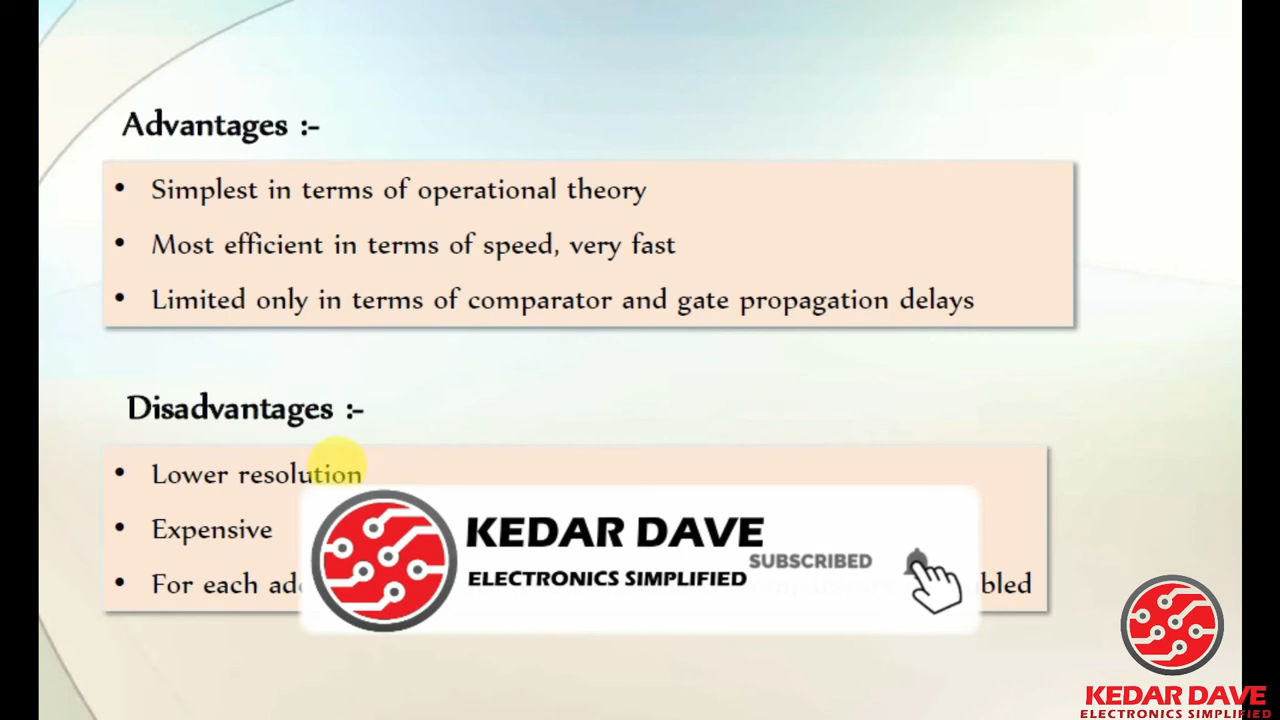 Advantages :-
• Simplest in terms of operational theory
• Most efficient in terms of speed, very fast
• Limited only in terms of comparator and gate propagation delays
Disadvantages :-
• Lower resolution
• Expensive
• For each
KEDAR DAVE
SUBSCRIBED
ELECTRONICS SIMPLIFIED
KEDAR DAVE
ELECTRONICS SIMPLIFIED